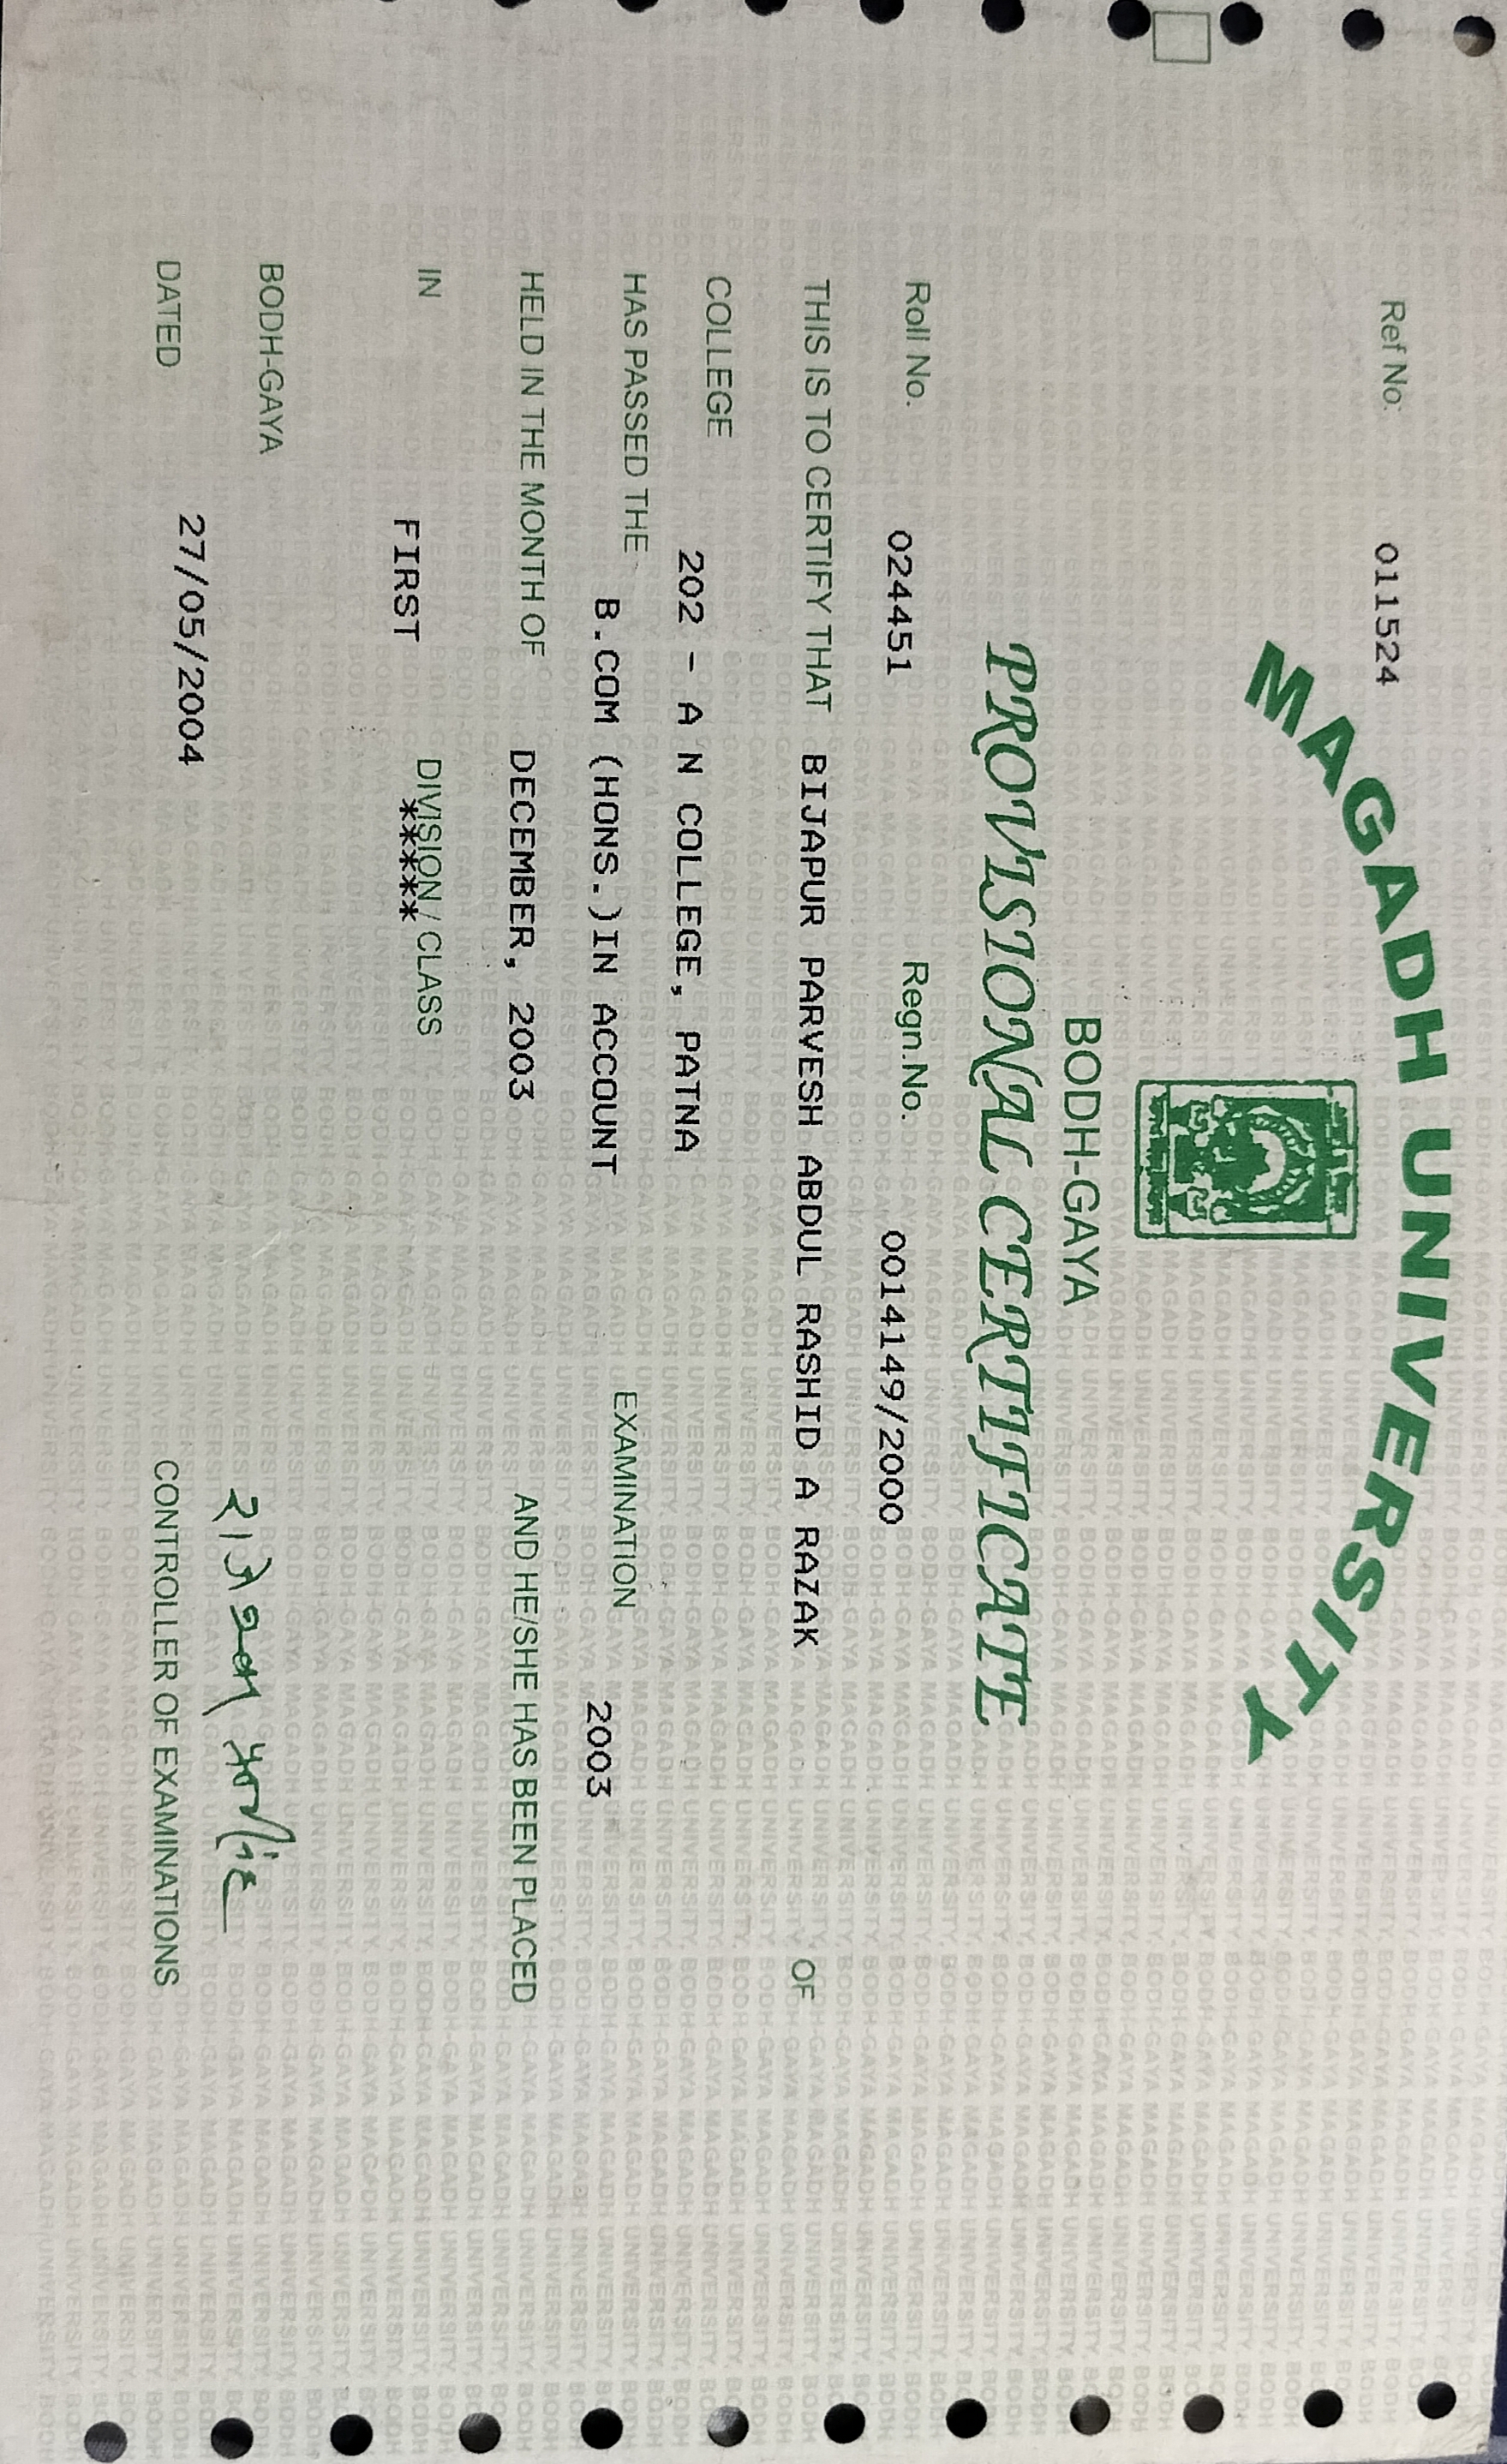 Ref No: 011524
MAGADH UNIVERSITY
BODH-GAYA
PROVISIONAL CERTIFICATE
Roll No. 024451 Regn.No. 0014149/2000
THIS IS TO CERTIFY THAT BIJAPUR PARVESH ABDUL RASHID A RAZAK OF
COLLEGE 202 - A N COLLEGE, PATNA
HAS PASSED THE B.COM (HONS.)IN ACCOUNT EXAMINATION 2003
HELD IN THE MONTH OF DECEMBER, 2003 AND HE/SHE HAS BEEN PLACED
IN FIRST DIVISION / CLASS
*****
BODH-GAYA
DATED 27/05/2004
CONTROLLER OF EXAMINATIONS